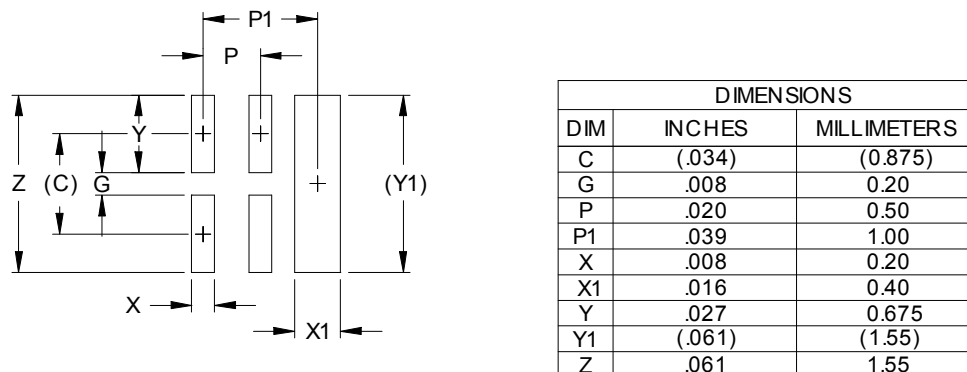 P1
P
Y
Z (C) G (Y1)
X
X1
DIMENSIONS
DIM INCHES MILLIMETERS
C (.034) (0.875)
G .008 0.20
P .020 0.50
P1 .039 1.00
X .008 0.20
X1 .016 0.40
Y .027 0.675
Y1 (.061) (1.55)
Z .061 1.55